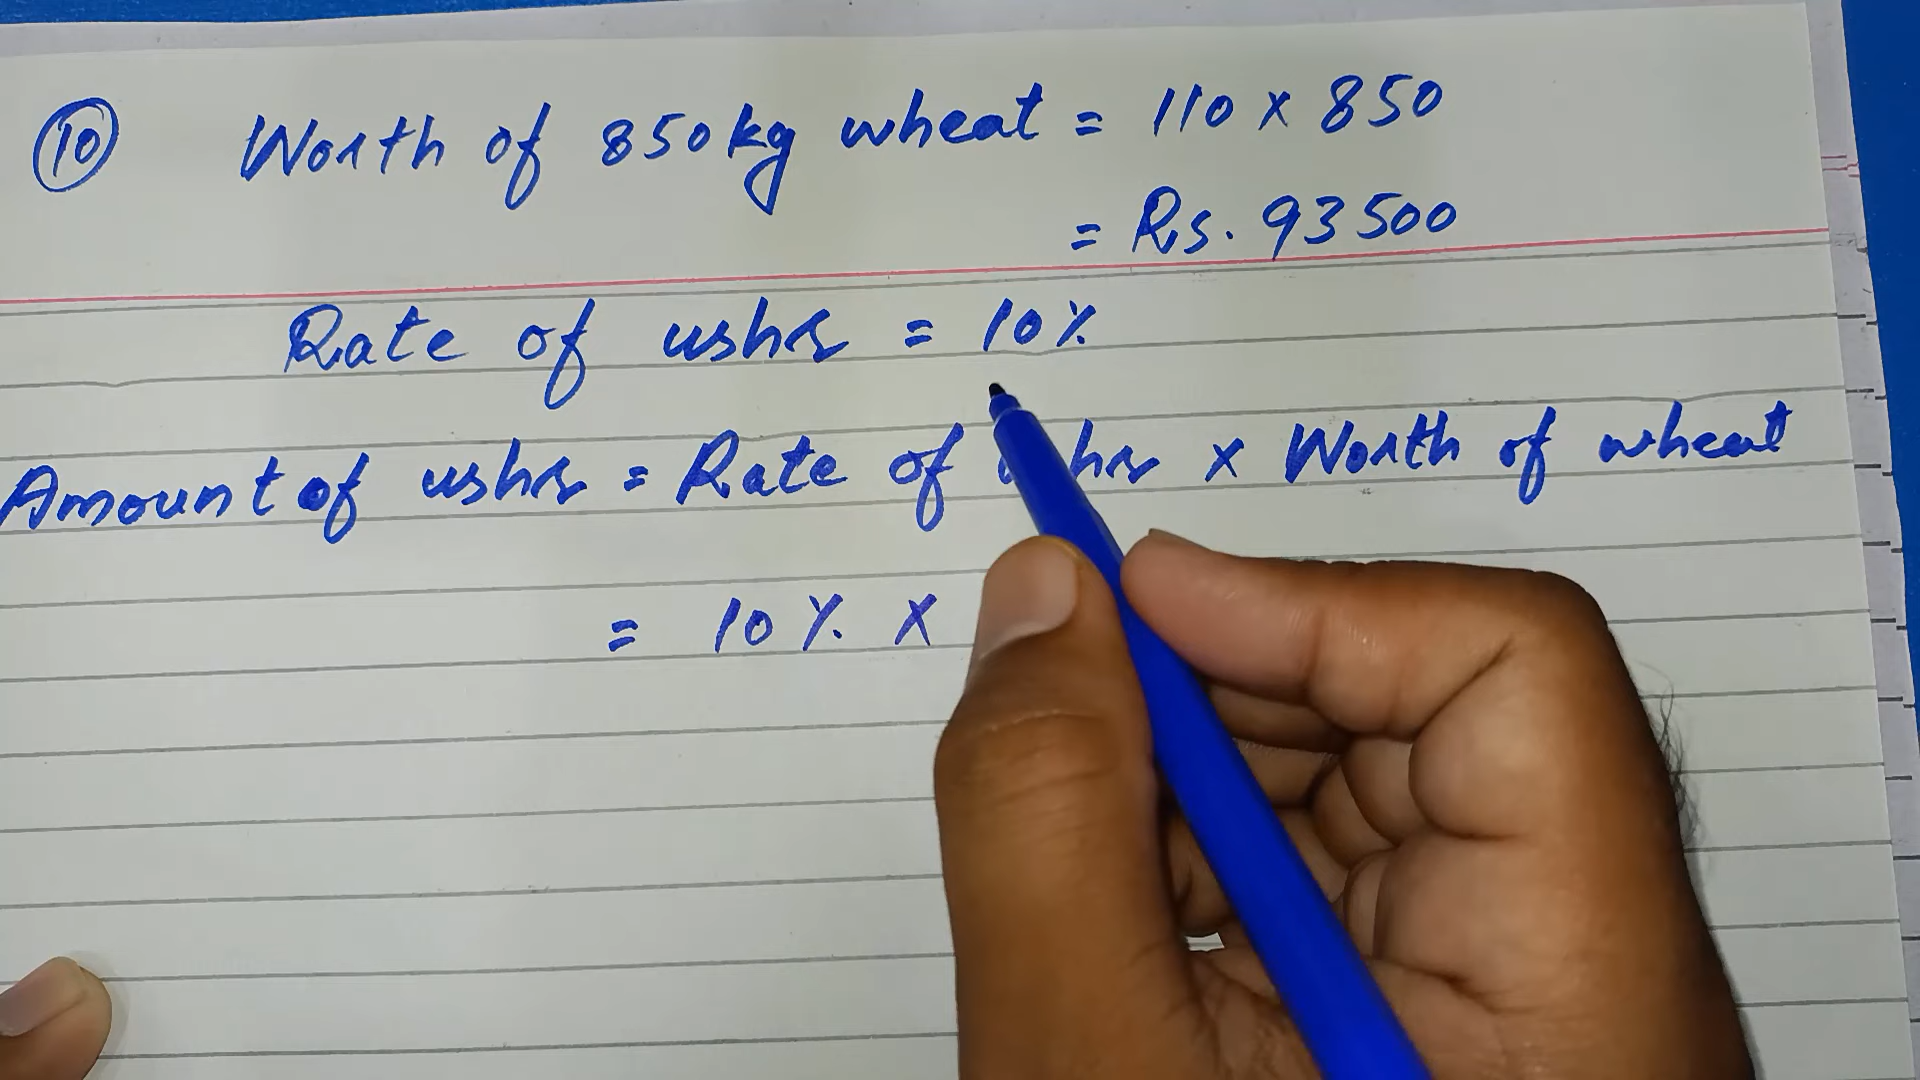 10 Worth of 850kg wheat = 110 x 850
= Rs. 93500
Rate of ushr = 10%
Amount of ushr = Rate of x Worth of wheat
= 10% x